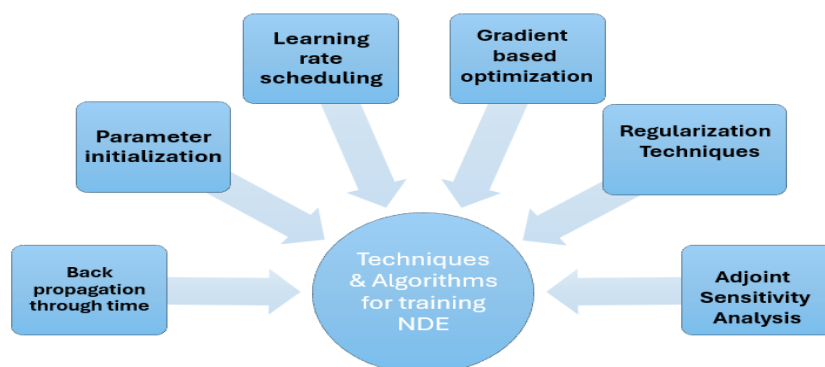 Learning
rate
scheduling
Gradient
based
optimization
Parameter
initialization
Regularization
Techniques
Back
propagation
through time
Techniques
& Algorithms
for training
NDE
Adjoint
Sensitivity
Analysis